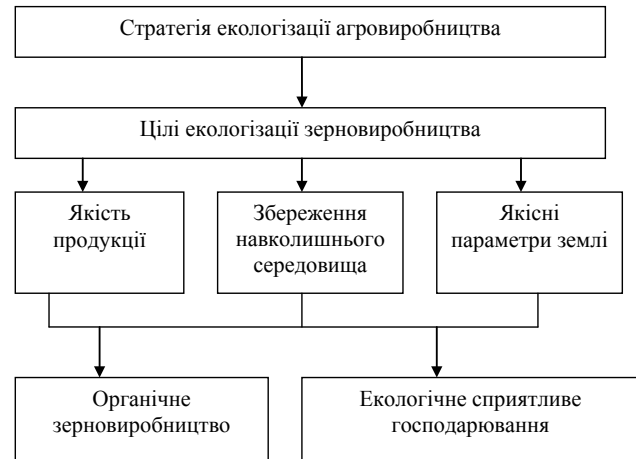 Стратегія екологізації агровиробництва
Цілі екологізації зерновиробництва
Якість
продукції
Збереження
навколишнього
середовища
Якісні
параметри землі
Органічне
зерновиробництво
Екологічне сприятливе
господарювання